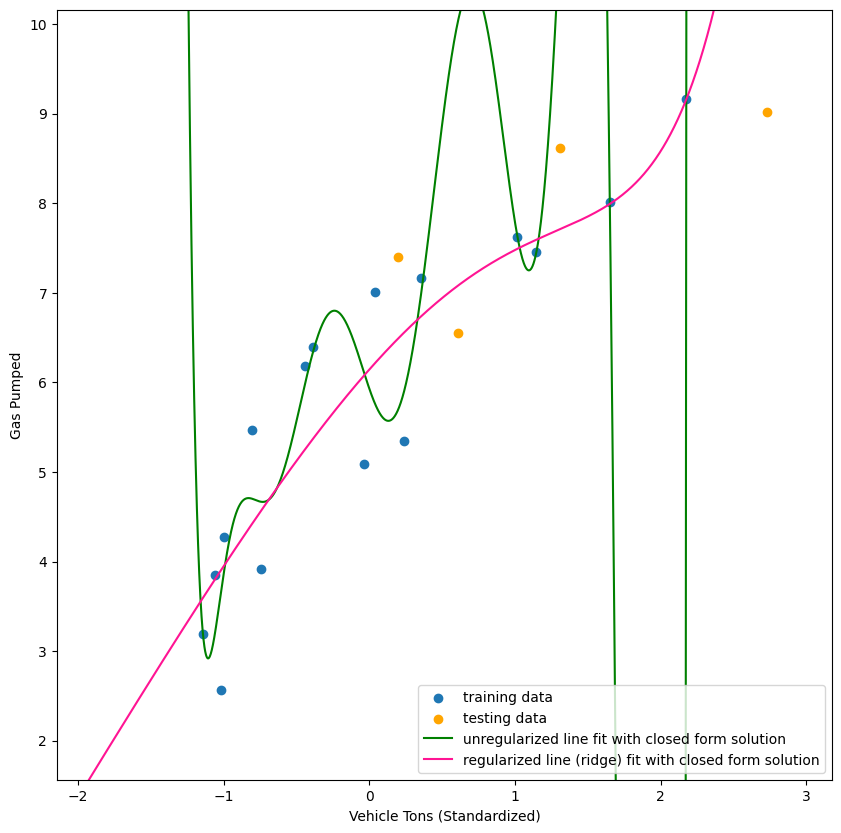 10
9
8
7
6
5
4
3
2
Gas Pumped
training data
testing data
unregularized line fit with closed form solution
regularized line (ridge) fit with closed form solution
−2 −1 0 1 2 3
Vehicle Tons (Standardized)